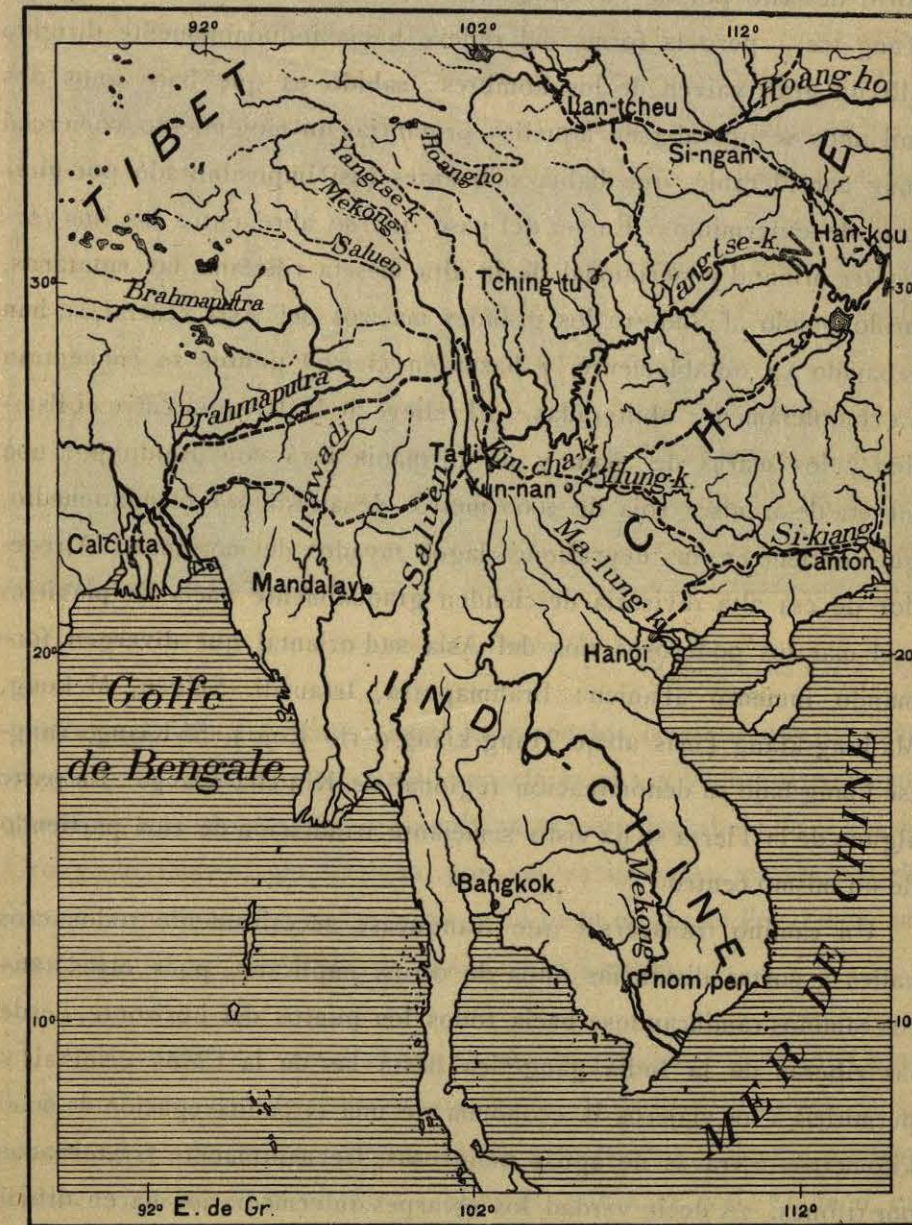 92° 102° 112°
TIBET
Hoang ho
Lan-tcheu
Si-ngan
Hoangho
Yangtse-k.
Mekong
Saluen
Han-kou
Yangtse-k.
Tching-tu
30° 30°
Brahmaputra
Brahmaputra
CHINE
Irawadi
Ta-li
Kin-cha-k
Yun-nan
Hung-k.
Saluen
Ma-lung k.
Si-kiang
Calcutta
Canton
Mandalay
Hanoi
20° 20°
Golfe
de Bengale
INDO-CHINE
Mekong
Bangkok
Pnom pen
MER DE CHINE
10° 10°
92° E. de Gr. 102° 112°